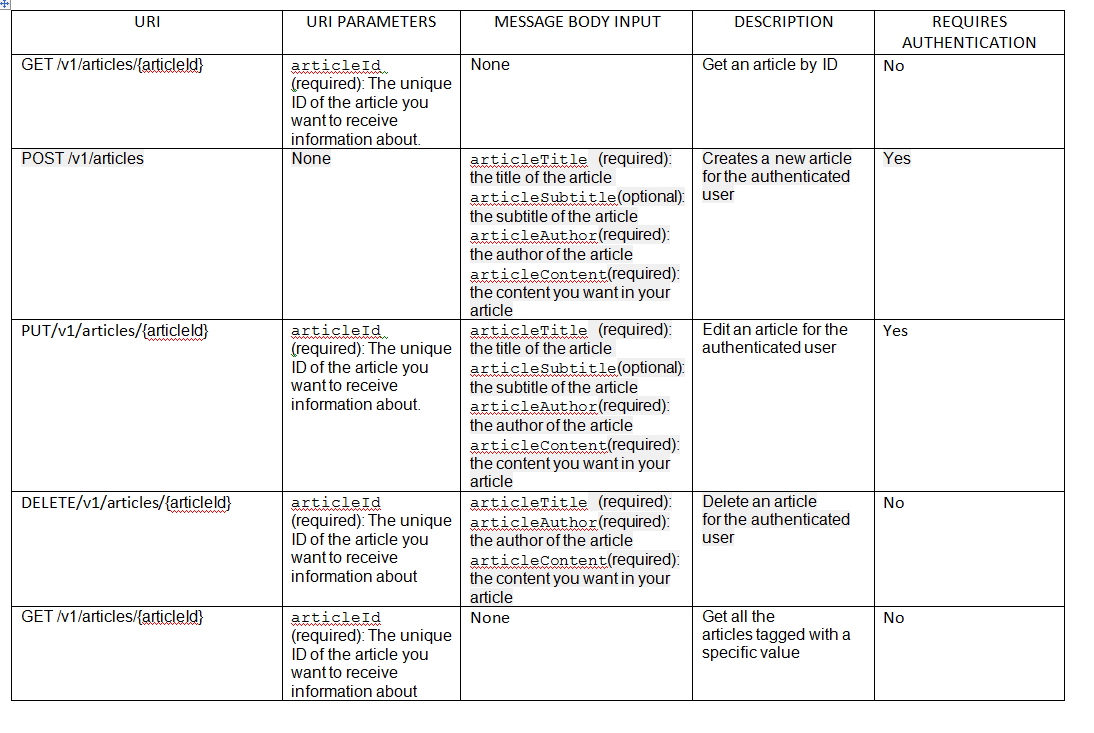 URI
URI PARAMETERS
MESSAGE BODY INPUT
DESCRIPTION
REQUIRES
AUTHENTICATION
GET /v1/articles/{articleId}
articleId
(required): The unique
ID of the article you
want to receive
information about.
None
Get an article by ID
No
POST /v1/articles
None
articleTitle (required):
the title of the article
articleSubtitle(optional):
the subtitle of the article
articleAuthor(required):
the author of the article
articleContent(required):
the content you want in your
article
Creates a new article
for the authenticated
user
Yes
PUT/v1/articles/{articleId}
articleId
(required): The unique
ID of the article you
want to receive
information about.
articleTitle (required):
the title of the article
articleSubtitle(optional):
the subtitle of the article
articleAuthor(required):
the author of the article
articleContent(required):
the content you want in your
article
Edit an article for the
authenticated user
Yes
DELETE/v1/articles/{articleId}
articleId
(required): The unique
ID of the article you
want to receive
information about
articleTitle (required):
articleAuthor(required):
the author of the article
articleContent(required):
the content you want in your
article
Delete an article
for the authenticated
user
No
GET /v1/articles/{articleId}
articleId
(required): The unique
ID of the article you
want to receive
information about
None
Get all the
articles tagged with a
specific value
No